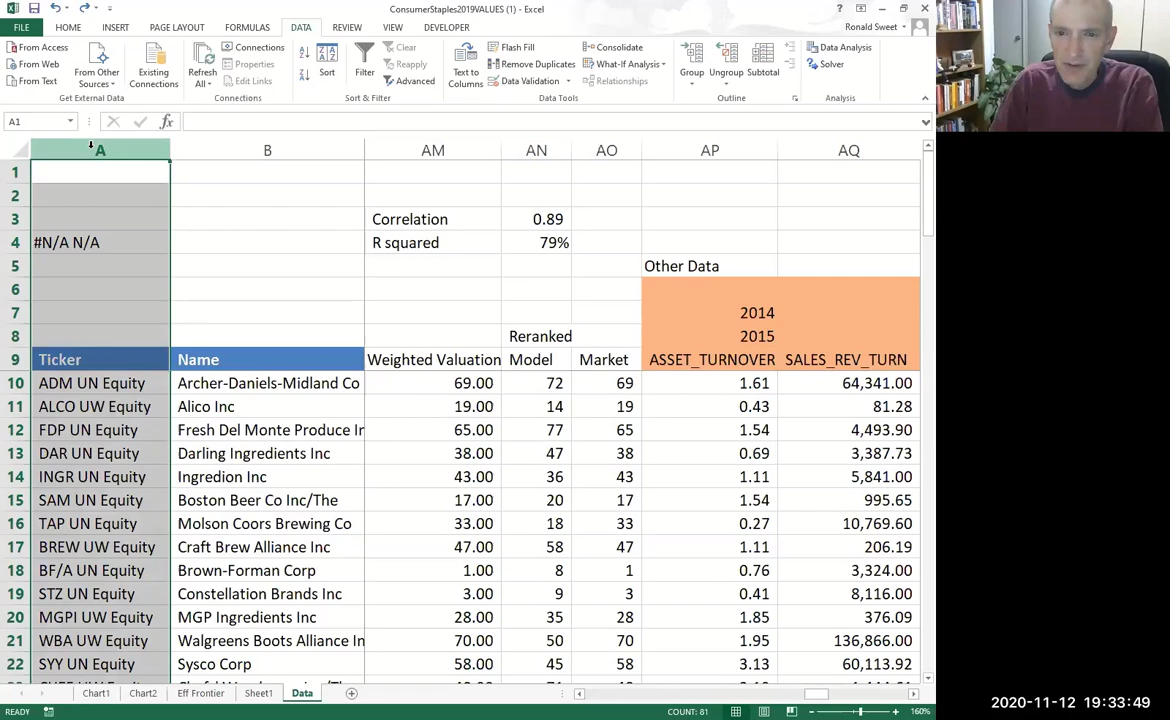 ConsumerStaples2019VALUES (1) - Excel
FILE HOME INSERT PAGE LAYOUT FORMULAS DATA REVIEW VIEW DEVELOPER Ronald Sweet
From Access From Web From Text From Other Sources Existing Connections
Get External Data
Refresh All Connections Properties Edit Links
Connections
Sort Filter Clear Reapply Advanced
Sort & Filter
Text to Columns Flash Fill Remove Duplicates Data Validation Consolidate What-If Analysis Relationships
Data Tools
Group Ungroup Subtotal
Outline
Data Analysis Solver
Analysis
A1 fx
A B AM AN AO AP AQ
1
2
3 Correlation 0.89
4 #N/A N/A R squared 79%
5 Other Data
6
7 2014
8 Reranked 2015
9 Ticker Name Weighted Valuation Model Market ASSET_TURNOVER SALES_REV_TURN
10 ADM UN Equity Archer-Daniels-Midland Co 69.00 72 69 1.61 64,341.00
11 ALCO UW Equity Alico Inc 19.00 14 19 0.43 81.28
12 FDP UN Equity Fresh Del Monte Produce Ir 65.00 77 65 1.54 4,493.90
13 DAR UN Equity Darling Ingredients Inc 38.00 47 38 0.69 3,387.73
14 INGR UN Equity Ingredion Inc 43.00 36 43 1.11 5,841.00
15 SAM UN Equity Boston Beer Co Inc/The 17.00 20 17 1.54 995.65
16 TAP UN Equity Molson Coors Brewing Co 33.00 18 33 0.27 10,769.60
17 BREW UW Equity Craft Brew Alliance Inc 47.00 58 47 1.11 206.19
18 BF/A UN Equity Brown-Forman Corp 1.00 8 1 0.76 3,324.00
19 STZ UN Equity Constellation Brands Inc 3.00 9 3 0.41 8,116.00
20 MGPI UW Equity MGP Ingredients Inc 28.00 35 28 1.85 376.09
21 WBA UW Equity Walgreens Boots Alliance In 70.00 50 70 1.95 136,866.00
22 SYY UN Equity Sysco Corp 58.00 45 58 3.13 60,113.92
Chart1 Chart2 Eff Frontier Sheet1 Data
READY COUNT: 81 160%
2020-11-12 19:33:49